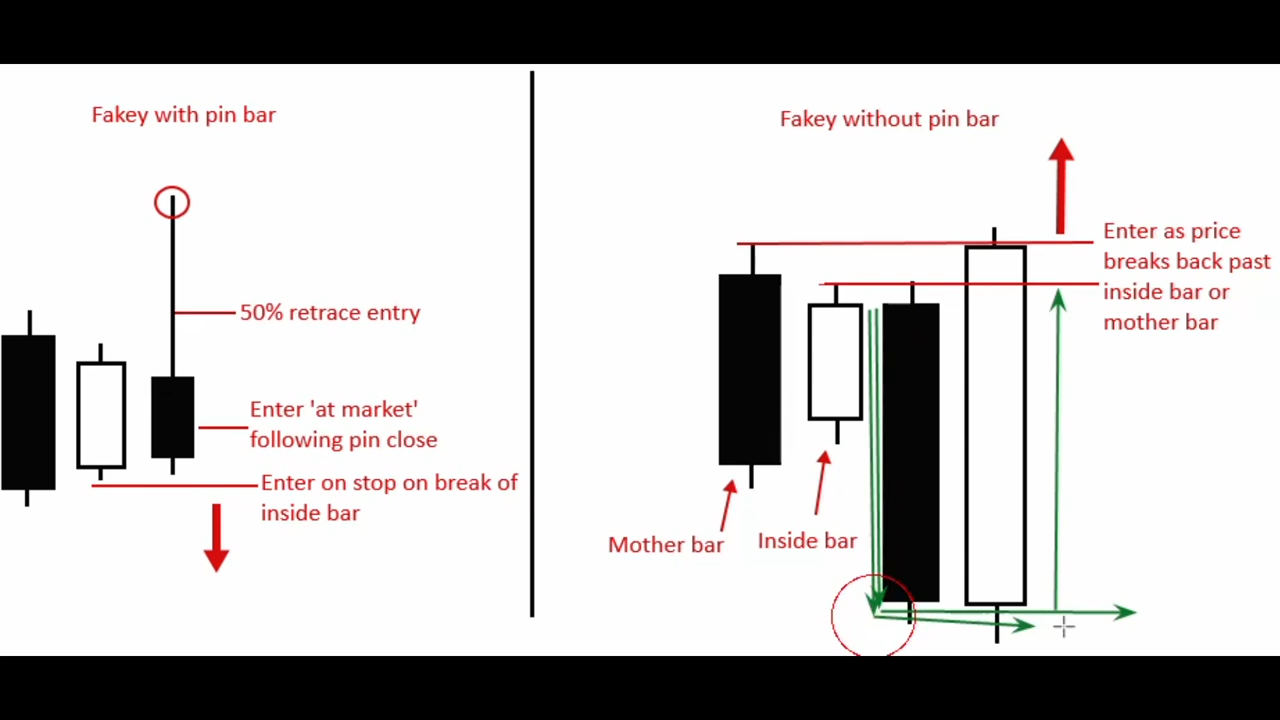 Fakey with pin bar
50% retrace entry
Enter 'at market'
following pin close
Enter on stop on break of
inside bar
Fakey without pin bar
Enter as price
breaks back past
inside bar or
mother bar
Mother bar
Inside bar